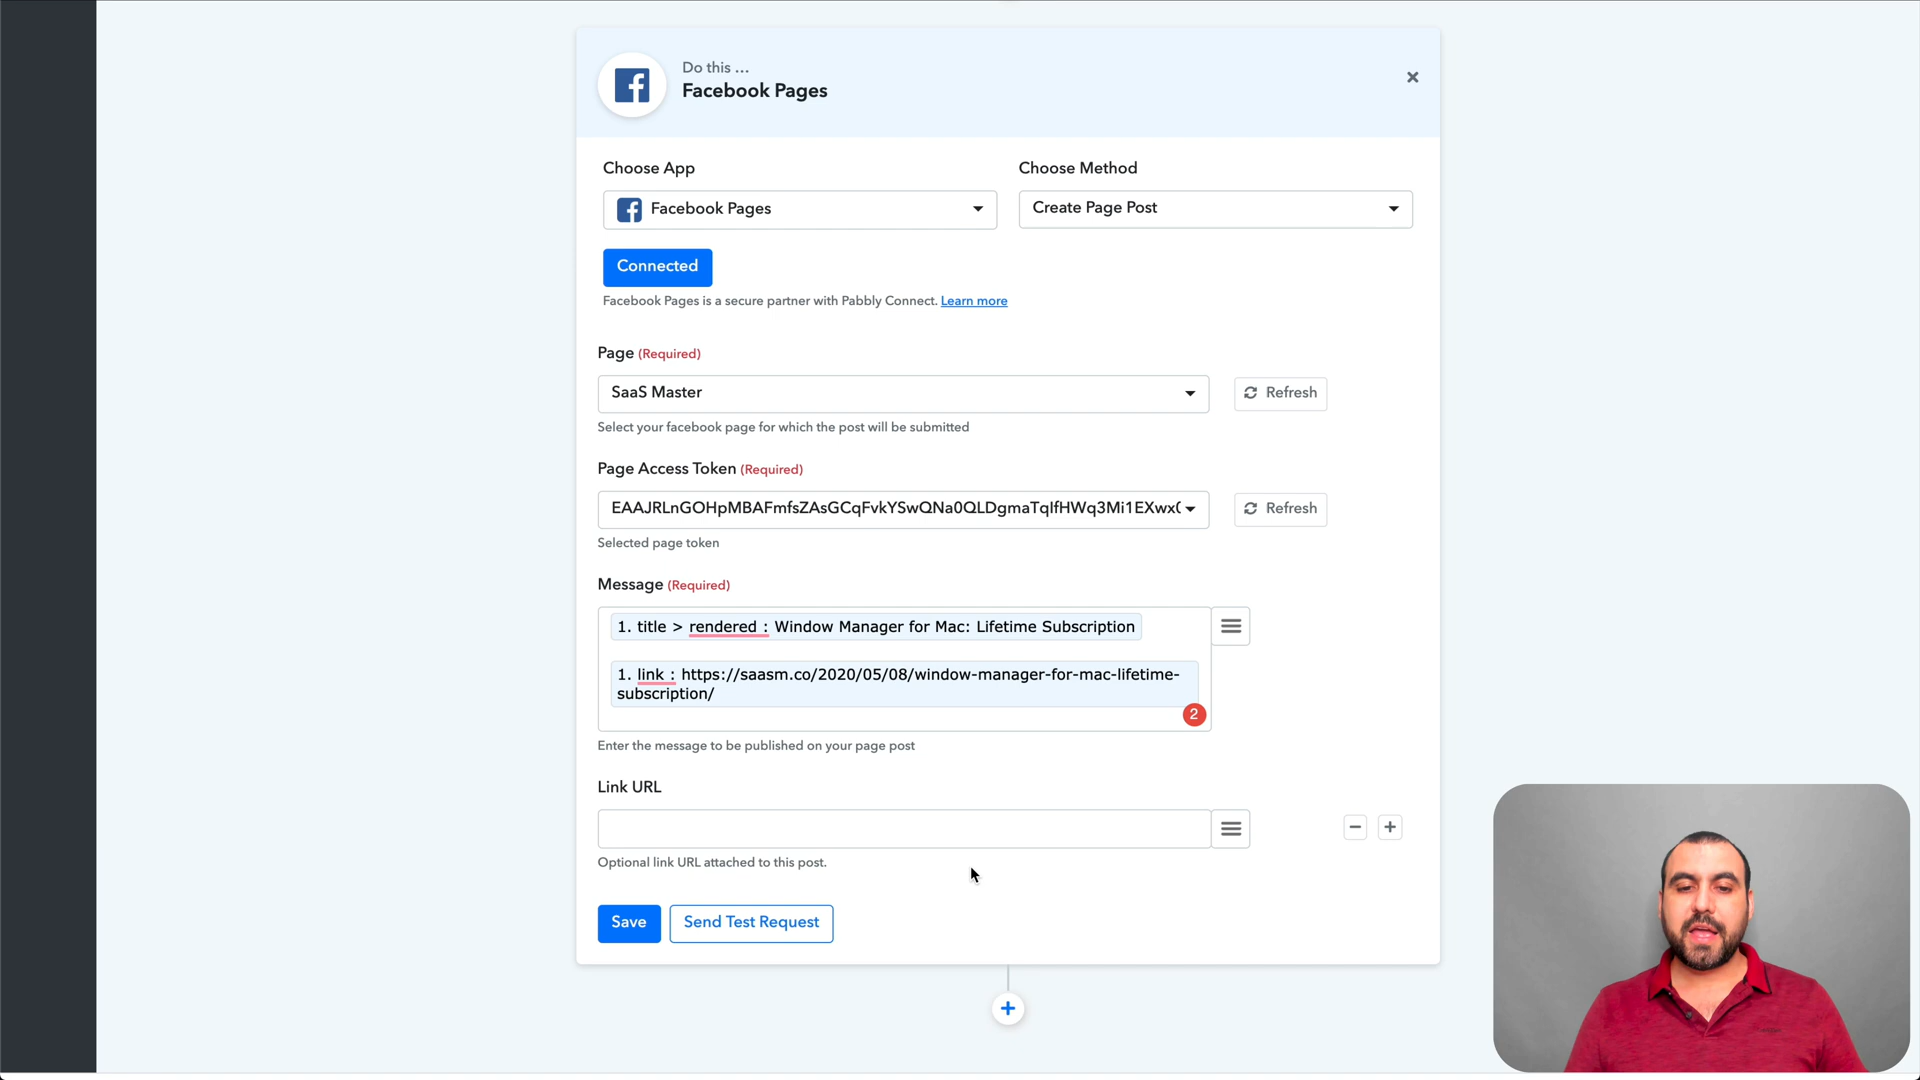 Do this ...
Facebook Pages
Choose App
Choose Method
Facebook Pages
Create Page Post
Connected
Facebook Pages is a secure partner with Pabbly Connect. Learn more
Page (Required)
SaaS Master
Refresh
Select your facebook page for which the post will be submitted
Page Access Token (Required)
Refresh
Selected page token
Message (Required)
1. title > rendered : Window Manager for Mac: Lifetime Subscription
1. link : https://saasm.co/2020/05/08/window-manager-for-mac-lifetime-
subscription/
2
Enter the message to be published on your page post
Link URL
Optional link URL attached to this post.
Save
Send Test Request